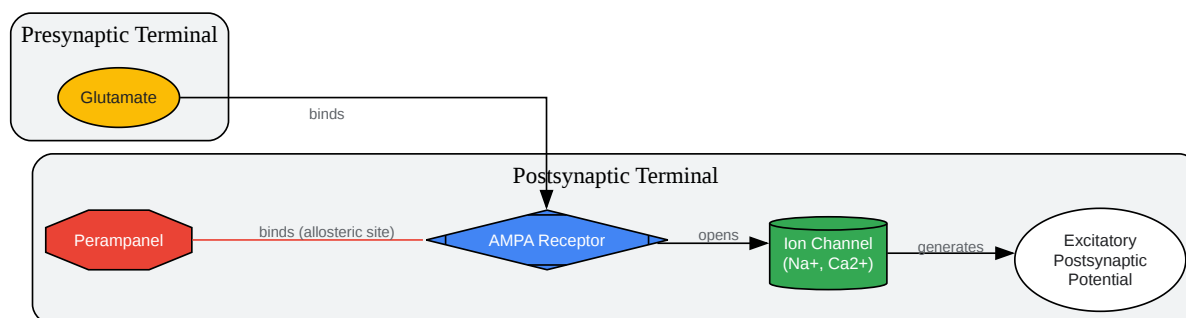 Presynaptic Terminal
Glutamate
binds
Postsynaptic Terminal
Perampanel
binds (allosteric site)
AMPA Receptor
opens
Ion Channel
(Na+, Ca2+)
generates
Excitatory
Postsynaptic
Potential